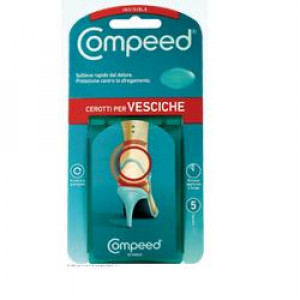 INVISIBILE
Compeed®
Sollievo rapido dal dolore.
Protezione contro lo sfregamento.
CEROTTI PER VESCICHE
5
Compeed